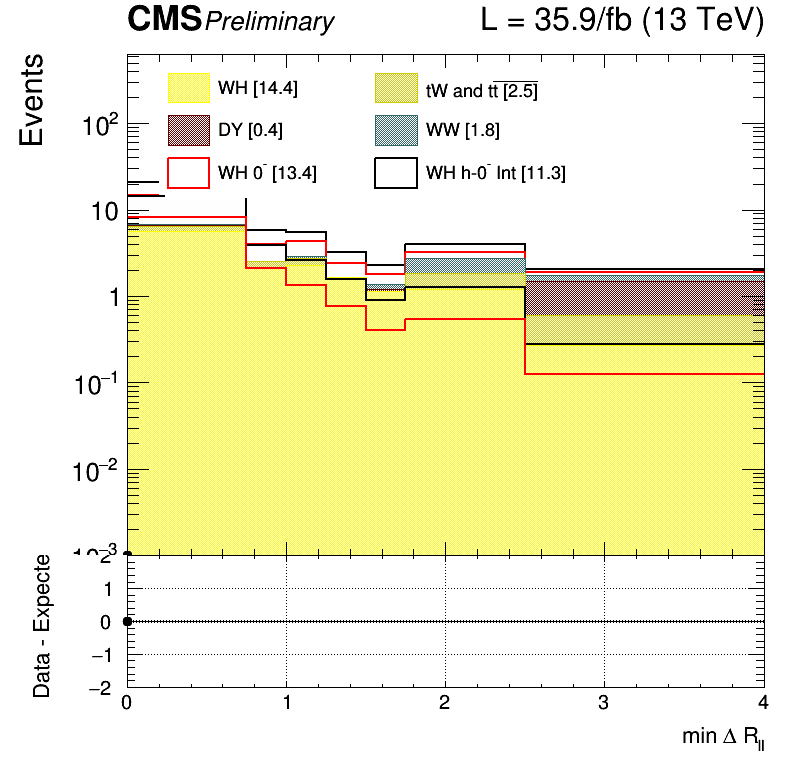 CMS Preliminary L = 35.9/fb (13 TeV)
Events
WH [14.4]
tW and tt [2.5]
DY [0.4]
WW [1.8]
WH 0⁻ [13.4]
WH h-0⁻ Int [11.3]
10²
10
1
10⁻¹
10⁻²
10⁻³
Data - Expecte
2
1
0
−1
−2
0 1 2 3 4
min Δ R_ll